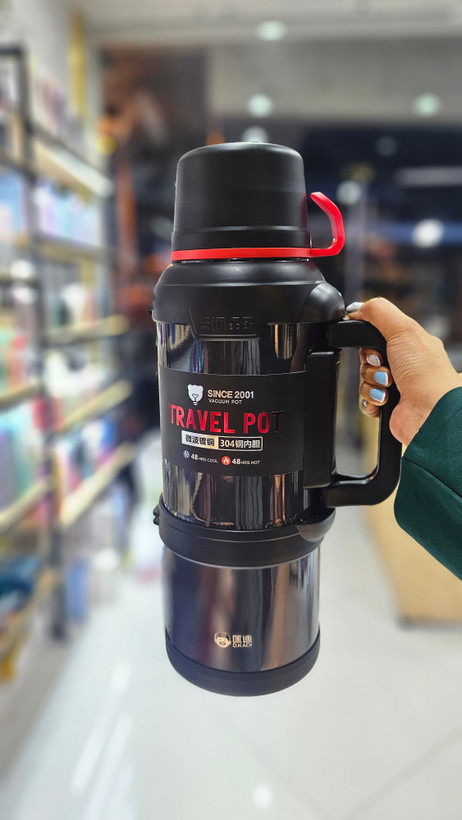 SINCE 2001
VACUUM POT
TRAVEL POT
微波镀铜 304钢内胆
48 HRS COOL 48 HRS HOT